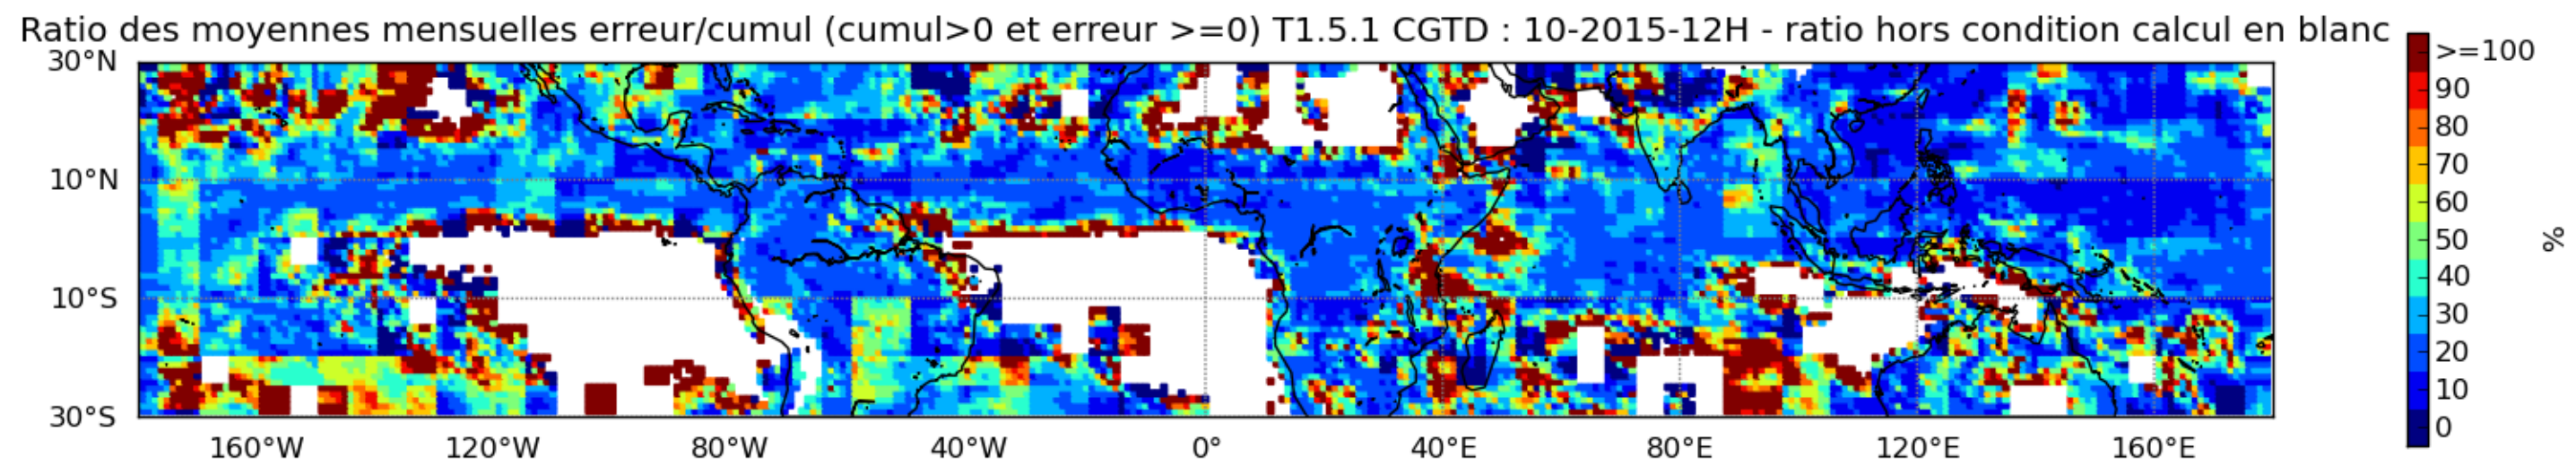 Ratio des moyennes mensuelles erreur/cumul (cumul>0 et erreur >=0) T1.5.1 CGTD : 10-2015-12H - ratio hors condition calcul en blanc
30°N
10°N
10°S
30°S
160°W 120°W 80°W 40°W 0° 40°E 80°E 120°E 160°E
>=100
90
80
70
60
50
40
30
20
10
0
%